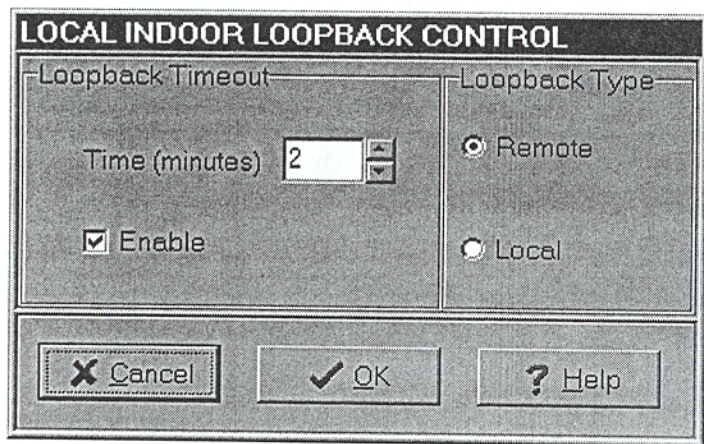 LOCAL INDOOR LOOPBACK CONTROL
Loopback Timeout
Time (minutes) 2
Enable
Loopback Type
Remote
Local
Cancel
OK
? Help